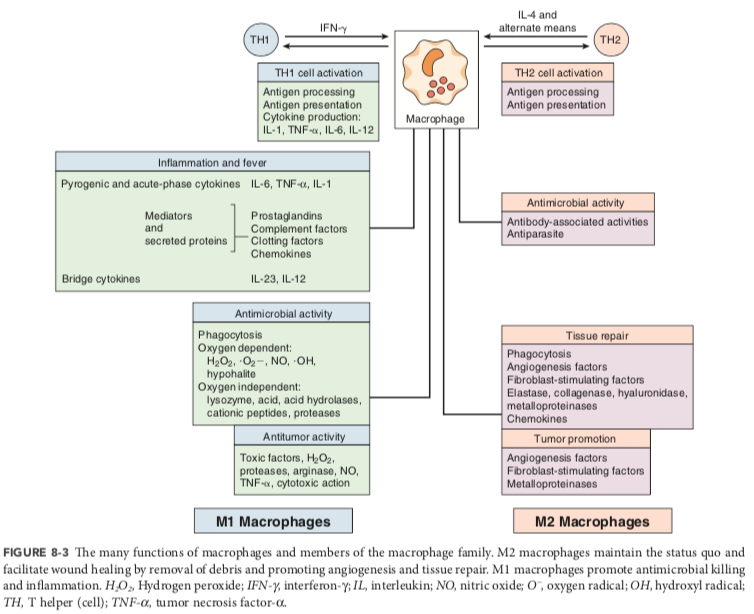 TH1
IFN-γ
IL-4 and
alternate means
TH2
Macrophage
TH1 cell activation
Antigen processing
Antigen presentation
Cytokine production:
IL-1, TNF-α, IL-6, IL-12
TH2 cell activation
Antigen processing
Antigen presentation
Inflammation and fever
Pyrogenic and acute-phase cytokines IL-6, TNF-α, IL-1
Mediators
and
secreted proteins
Prostaglandins
Complement factors
Clotting factors
Chemokines
Bridge cytokines IL-23, IL-12
Antimicrobial activity
Antibody-associated activities
Antiparasite
Antimicrobial activity
Phagocytosis
Oxygen dependent:
H₂O₂, ·O₂−, NO, ·OH,
hypohalite
Oxygen independent:
lysozyme, acid, acid hydrolases,
cationic peptides, proteases
Antitumor activity
Toxic factors, H₂O₂,
proteases, arginase, NO,
TNF-α, cytotoxic action
Tissue repair
Phagocytosis
Angiogenesis factors
Fibroblast-stimulating factors
Elastase, collagenase, hyaluronidase,
metalloproteinases
Chemokines
Tumor promotion
Angiogenesis factors
Fibroblast-stimulating factors
Metalloproteinases
M1 Macrophages
M2 Macrophages
FIGURE 8-3 The many functions of macrophages and members of the macrophage family. M2 macrophages maintain the status quo and
facilitate wound healing by removal of debris and promoting angiogenesis and tissue repair. M1 macrophages promote antimicrobial killing
and inflammation. H₂O₂, Hydrogen peroxide; IFN-γ, interferon-γ; IL, interleukin; NO, nitric oxide; O⁻, oxygen radical; OH, hydroxyl radical;
TH, T helper (cell); TNF-α, tumor necrosis factor-α.